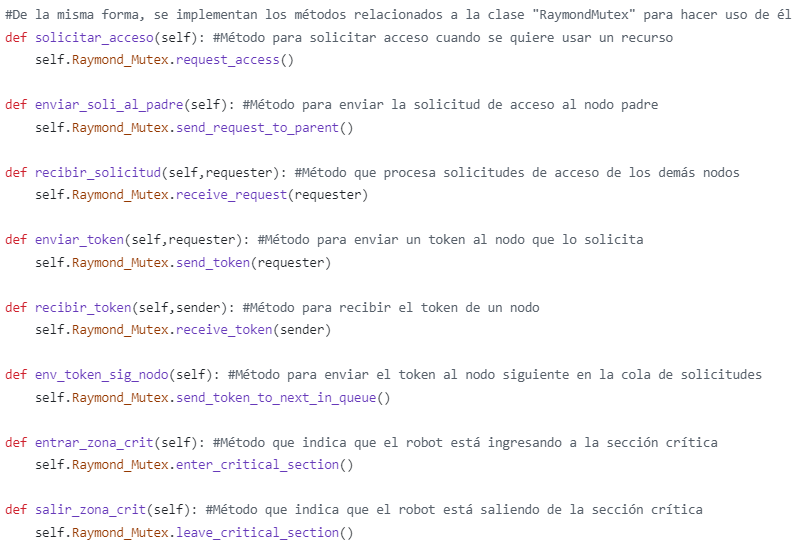 #De la misma forma, se implementan los métodos relacionados a la clase "RaymondMutex" para hacer uso de él
def solicitar_acceso(self): #Método para solicitar acceso cuando se quiere usar un recurso
    self.Raymond_Mutex.request_access()

def enviar_soli_al_padre(self): #Método para enviar la solicitud de acceso al nodo padre
    self.Raymond_Mutex.send_request_to_parent()

def recibir_solicitud(self,requester): #Método que procesa solicitudes de acceso de los demás nodos
    self.Raymond_Mutex.receive_request(requester)

def enviar_token(self,requester): #Método para enviar un token al nodo que lo solicita
    self.Raymond_Mutex.send_token(requester)

def recibir_token(self,sender): #Método para recibir el token de un nodo
    self.Raymond_Mutex.receive_token(sender)

def env_token_sig_nodo(self): #Método para enviar el token al nodo siguiente en la cola de solicitudes
    self.Raymond_Mutex.send_token_to_next_in_queue()

def entrar_zona_crit(self): #Método que indica que el robot está ingresando a la sección crítica
    self.Raymond_Mutex.enter_critical_section()

def salir_zona_crit(self): #Método que indica que el robot está saliendo de la sección crítica
    self.Raymond_Mutex.leave_critical_section()